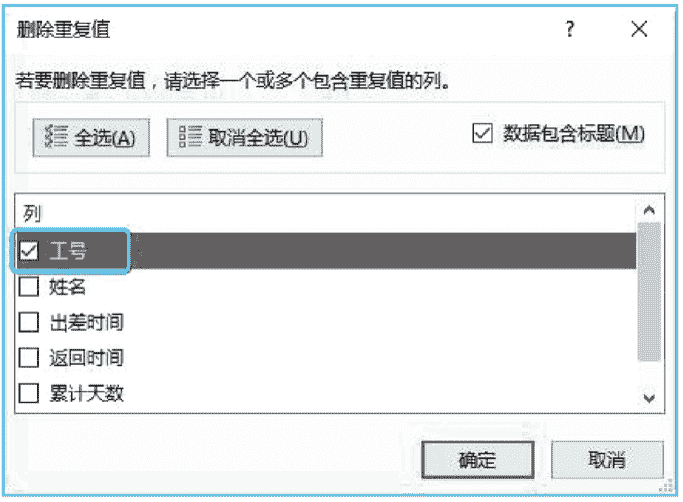 删除重复值 ?
若要删除重复值，请选择一个或多个包含重复值的列。
全选(A) 取消全选(U) 数据包含标题(M)
列
工号
姓名
出差时间
返回时间
累计天数
确定 取消